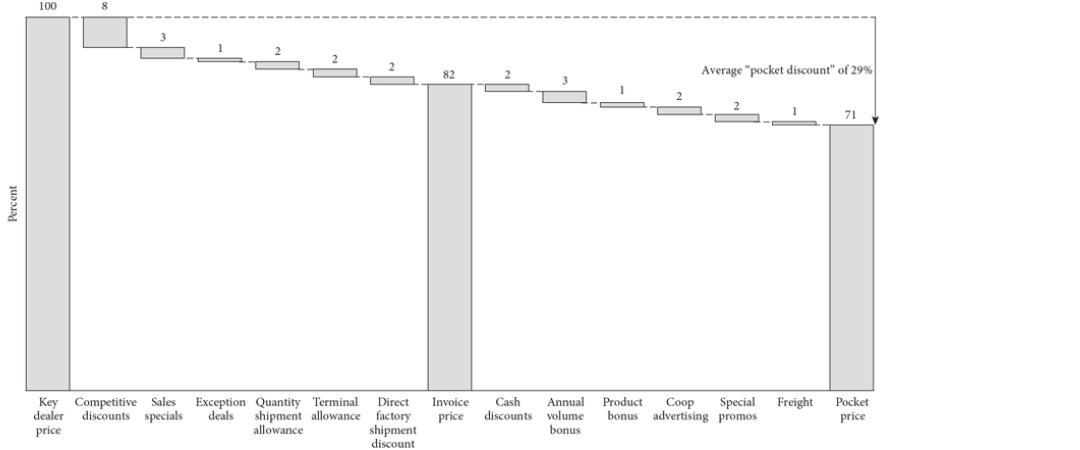 100
8
3
1
2
2
2
82
2
3
1
2
2
1
71
Average “pocket discount” of 29%
Percent
Key
dealer
price
Competitive
discounts
Sales
specials
Exception
deals
Quantity
shipment
allowance
Terminal
allowance
Direct
factory
shipment
discount
Invoice
price
Cash
discounts
Annual
volume
bonus
Product
bonus
Coop
advertising
Special
promos
Freight
Pocket
price